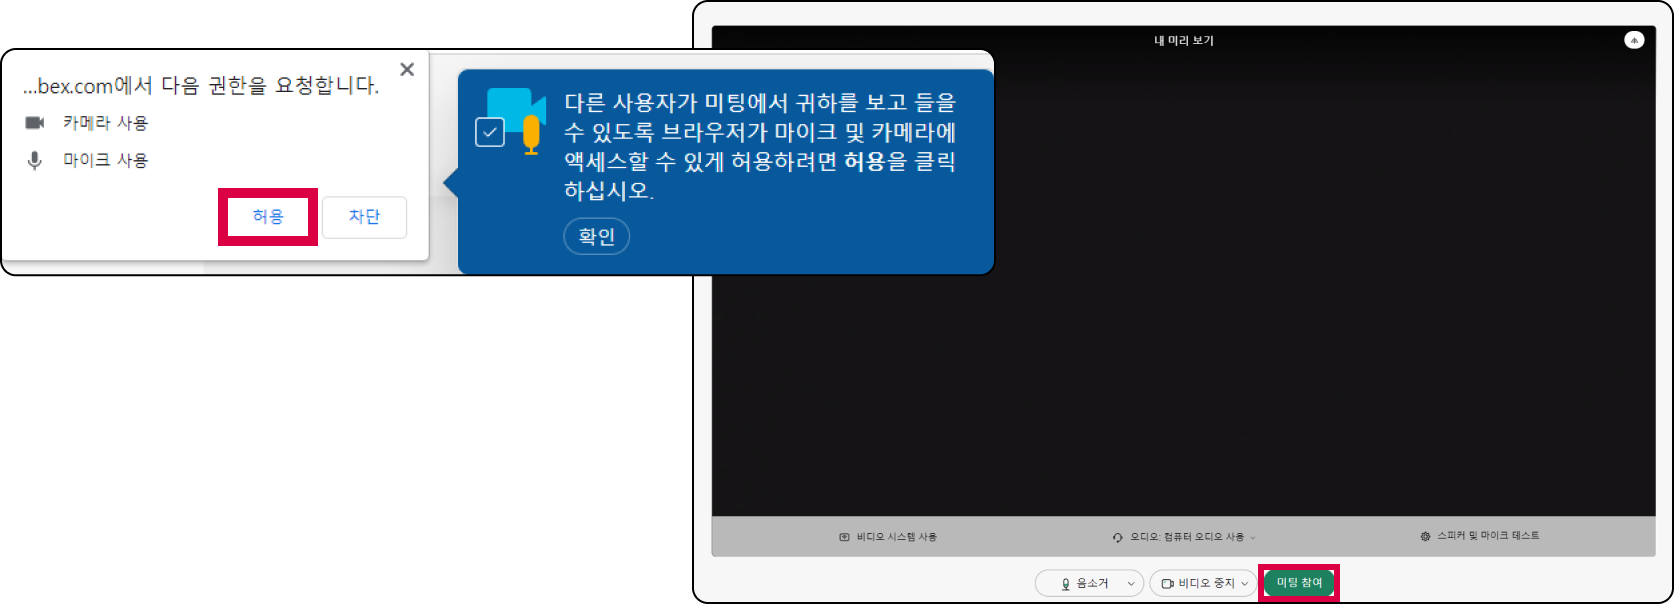 ...bex.com에서 다음 권한을 요청합니다.
카메라 사용
마이크 사용
허용
차단
다른 사용자가 미팅에서 귀하를 보고 들을
수 있도록 브라우저가 마이크 및 카메라에
액세스할 수 있게 허용하려면 허용을 클릭
하십시오.
확인
내 미리 보기
비디오 시스템 사용
오디오: 컴퓨터 오디오 사용
스피커 및 마이크 테스트
음소거
비디오 중지
미팅 참여